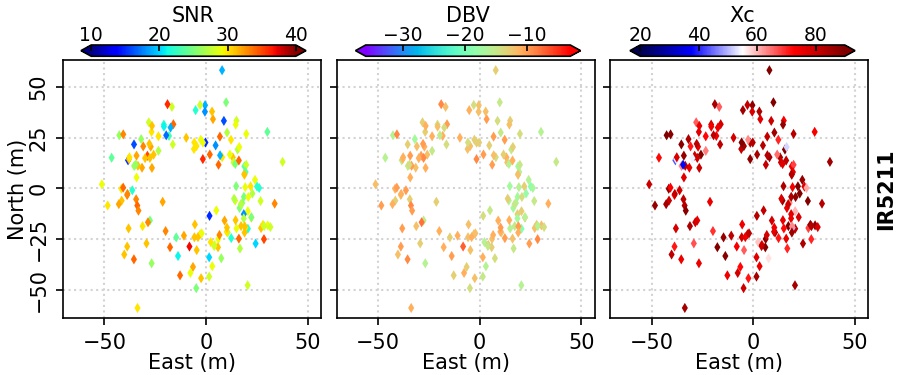 SNR DBV Xc
10 20 30 40 −30 −20 −10 20 40 60 80
North (m)
50
25
0
−25
−50
−50 0 50 −50 0 50 −50 0 50
East (m) East (m) East (m)
IR5211